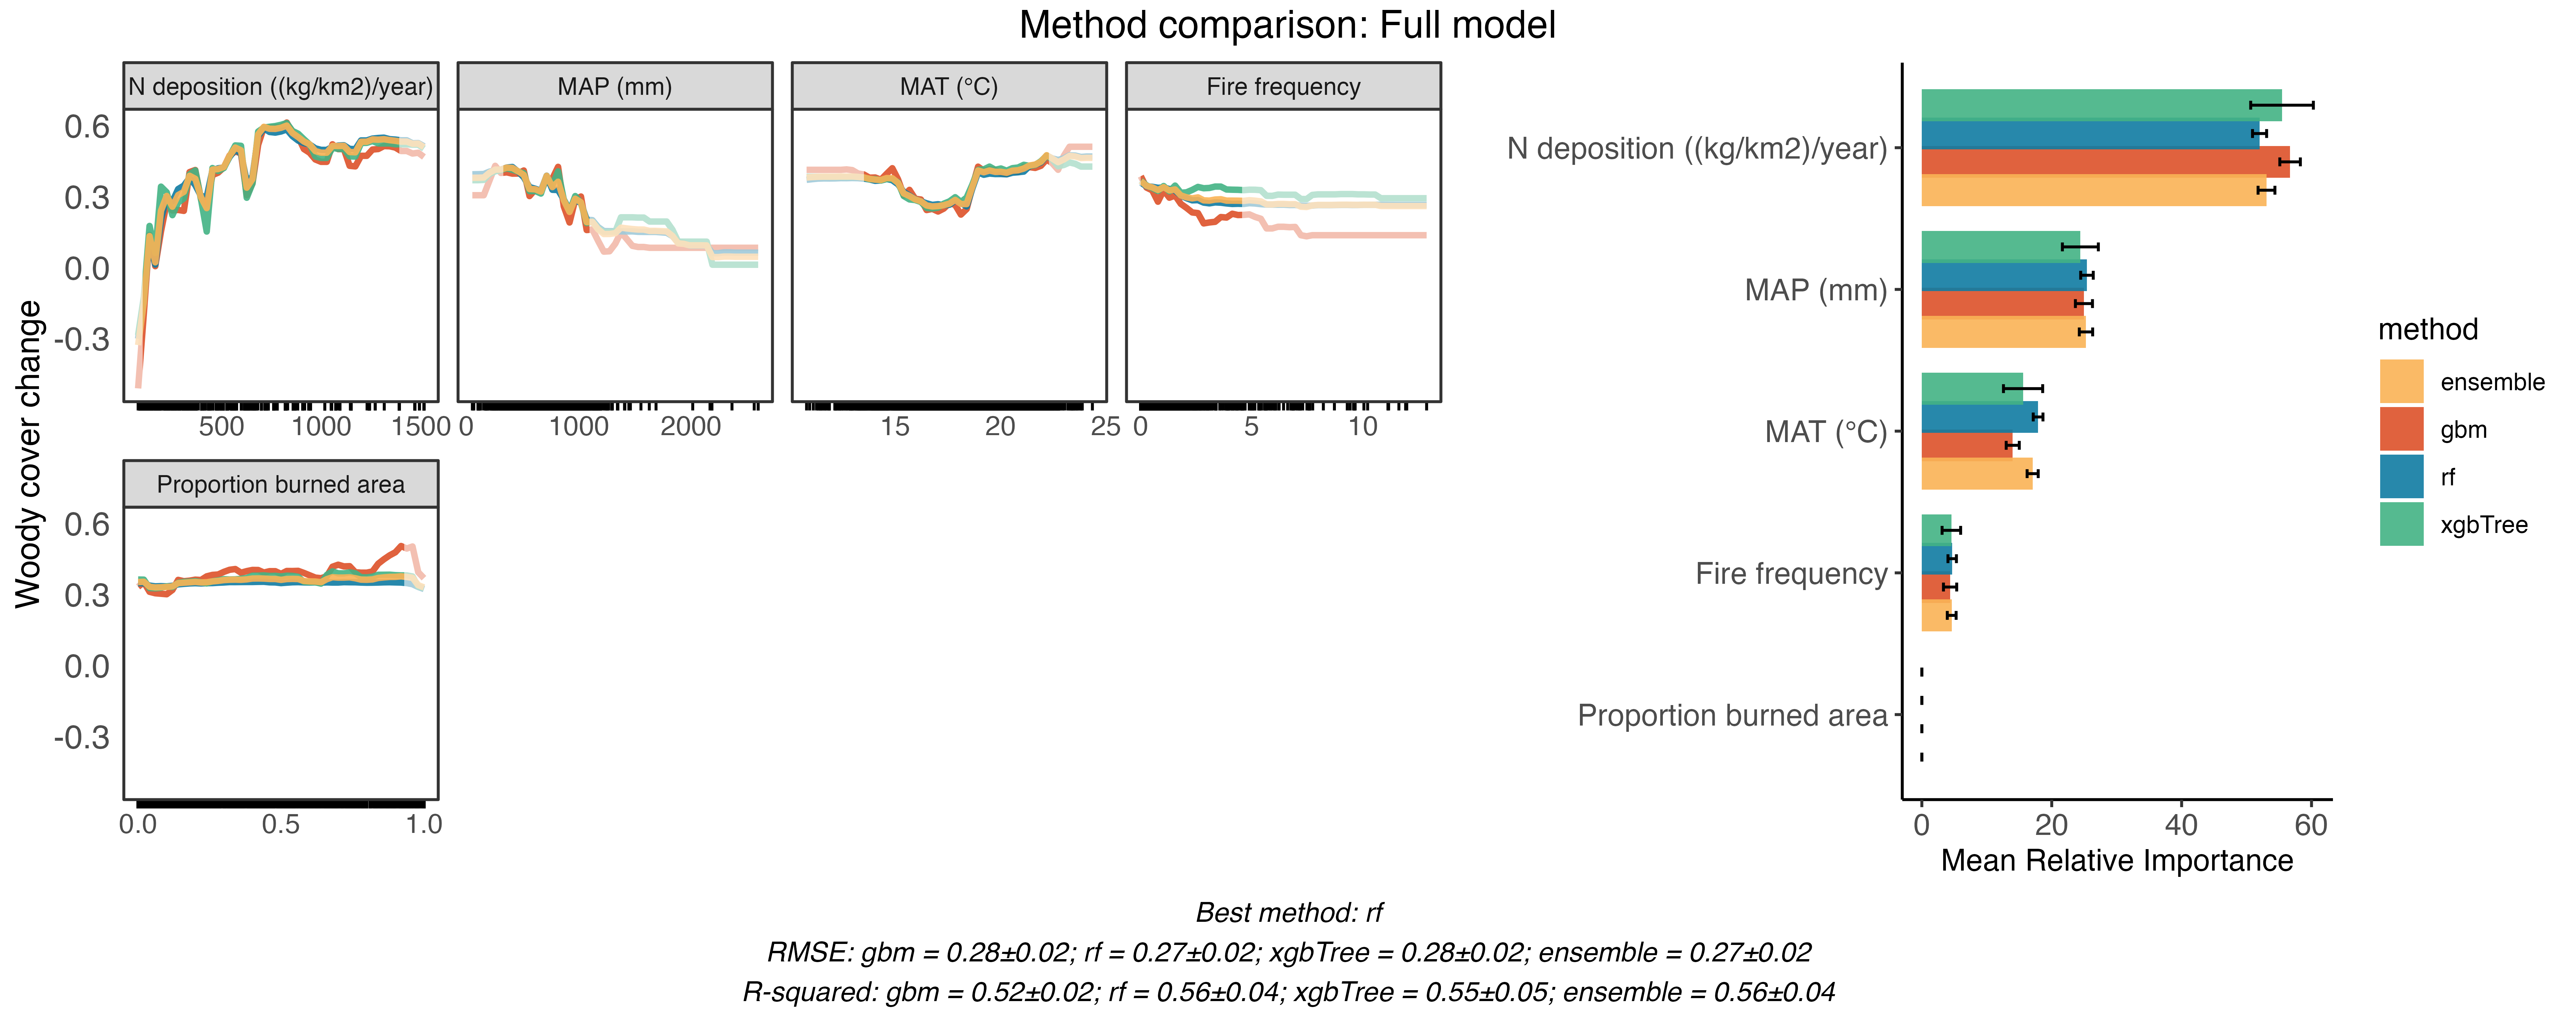 Method comparison: Full model
N deposition ((kg/km2)/year)
MAP (mm)
MAT (°C)
Fire frequency
Woody cover change
0.6
0.3
0.0
-0.3
500 1000 1500
0 1000 2000
15 20 25
0 5 10
Proportion burned area
0.6
0.3
0.0
-0.3
0.0 0.5 1.0
N deposition ((kg/km2)/year)
MAP (mm)
MAT (°C)
Fire frequency
Proportion burned area
0 20 40 60
Mean Relative Importance
method
ensemble
gbm
rf
xgbTree
Best method: rf
RMSE: gbm = 0.28±0.02; rf = 0.27±0.02; xgbTree = 0.28±0.02; ensemble = 0.27±0.02
R-squared: gbm = 0.52±0.02; rf = 0.56±0.04; xgbTree = 0.55±0.05; ensemble = 0.56±0.04